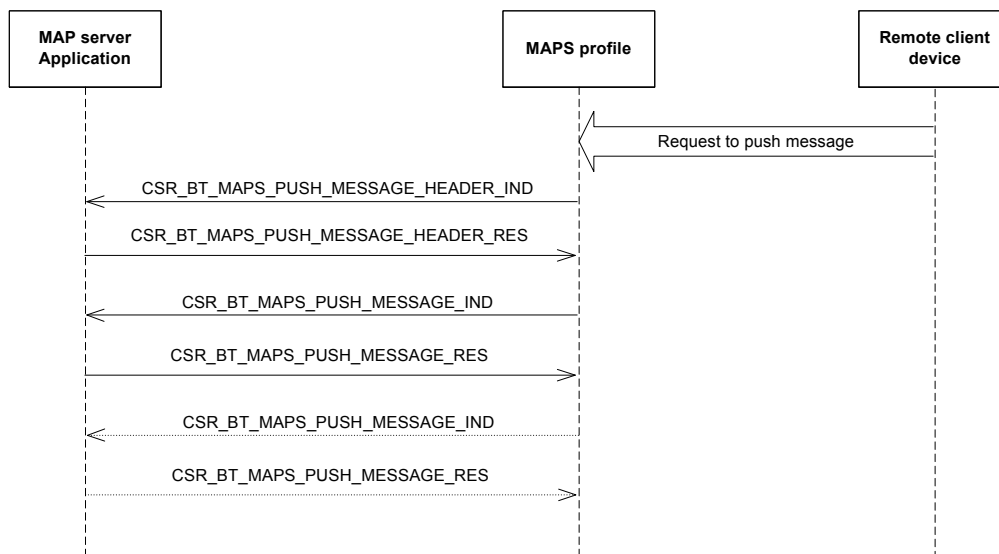 MAP server
Application
MAPS profile
Remote client
device
Request to push message
CSR_BT_MAPS_PUSH_MESSAGE_HEADER_IND
CSR_BT_MAPS_PUSH_MESSAGE_HEADER_RES
CSR_BT_MAPS_PUSH_MESSAGE_IND
CSR_BT_MAPS_PUSH_MESSAGE_RES
CSR_BT_MAPS_PUSH_MESSAGE_IND
CSR_BT_MAPS_PUSH_MESSAGE_RES